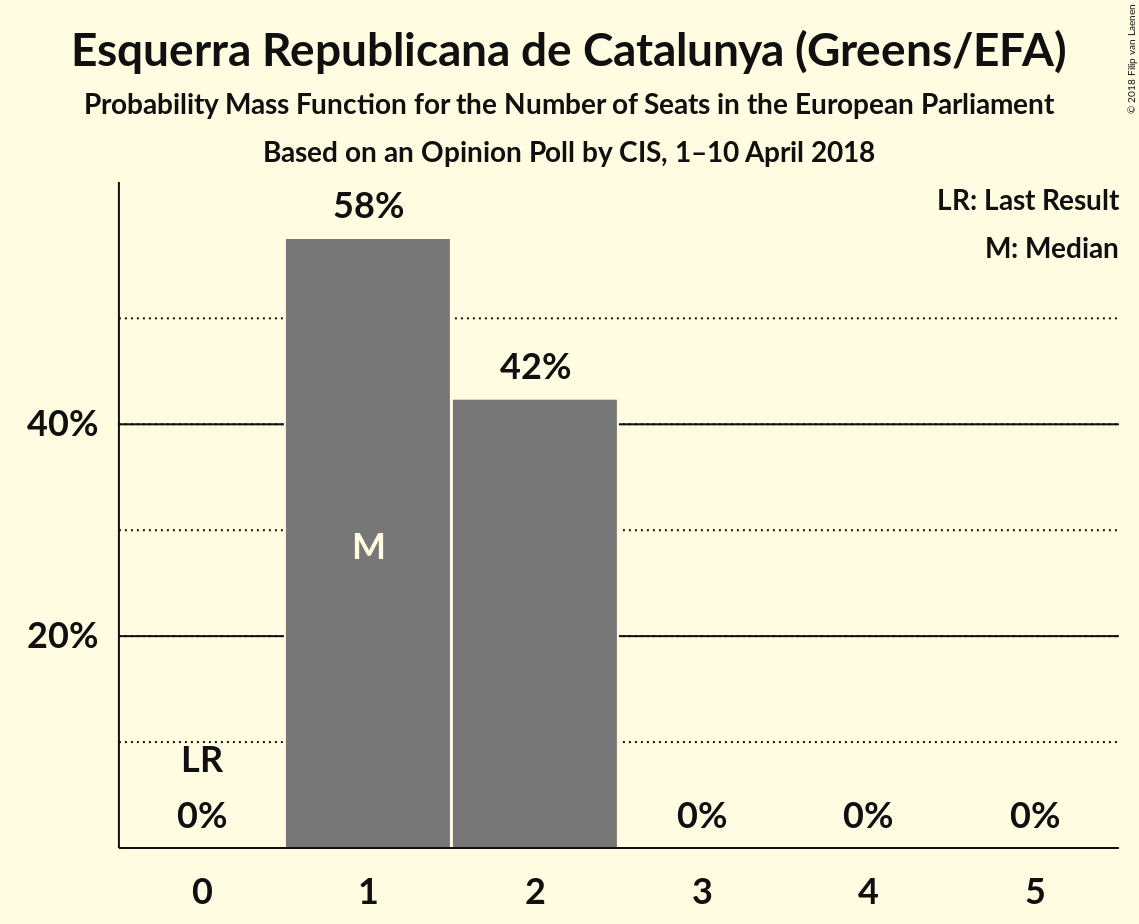 Esquerra Republicana de Catalunya (Greens/EFA)
Probability Mass Function for the Number of Seats in the European Parliament
Based on an Opinion Poll by CIS, 1–10 April 2018
© 2018 Filip van Laenen
LR: Last Result
M: Median
58%
42%
40%
M
20%
LR
0%
0%
0%
0%
0 1 2 3 4 5